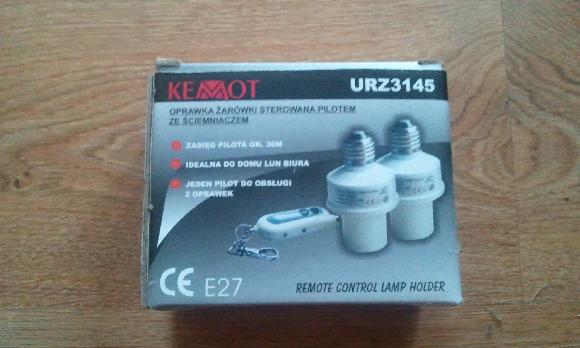 KEMOT URZ3145
OPRAWKA ŻARÓWKI STEROWANA PILOTEM
ZE ŚCIEMNIACZEM
ZASIĘG PILOTA OK. 30M
IDEALNA DO DOMU LUN BIURA
JEDEN PILOT DO OBSŁUGI
2 OPRAWEK
CE E27
REMOTE CONTROL LAMP HOLDER